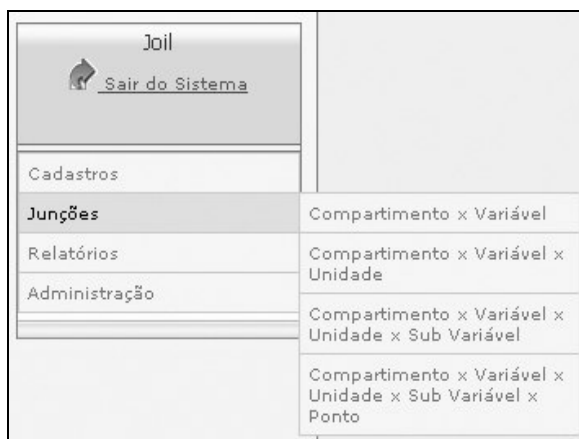 Joil
Sair do Sistema
Cadastros
Junções
Relatórios
Administração
Compartimento x Variável
Compartimento x Variável x
Unidade
Compartimento x Variável x
Unidade x Sub Variável
Compartimento x Variável x
Unidade x Sub Variável x
Ponto